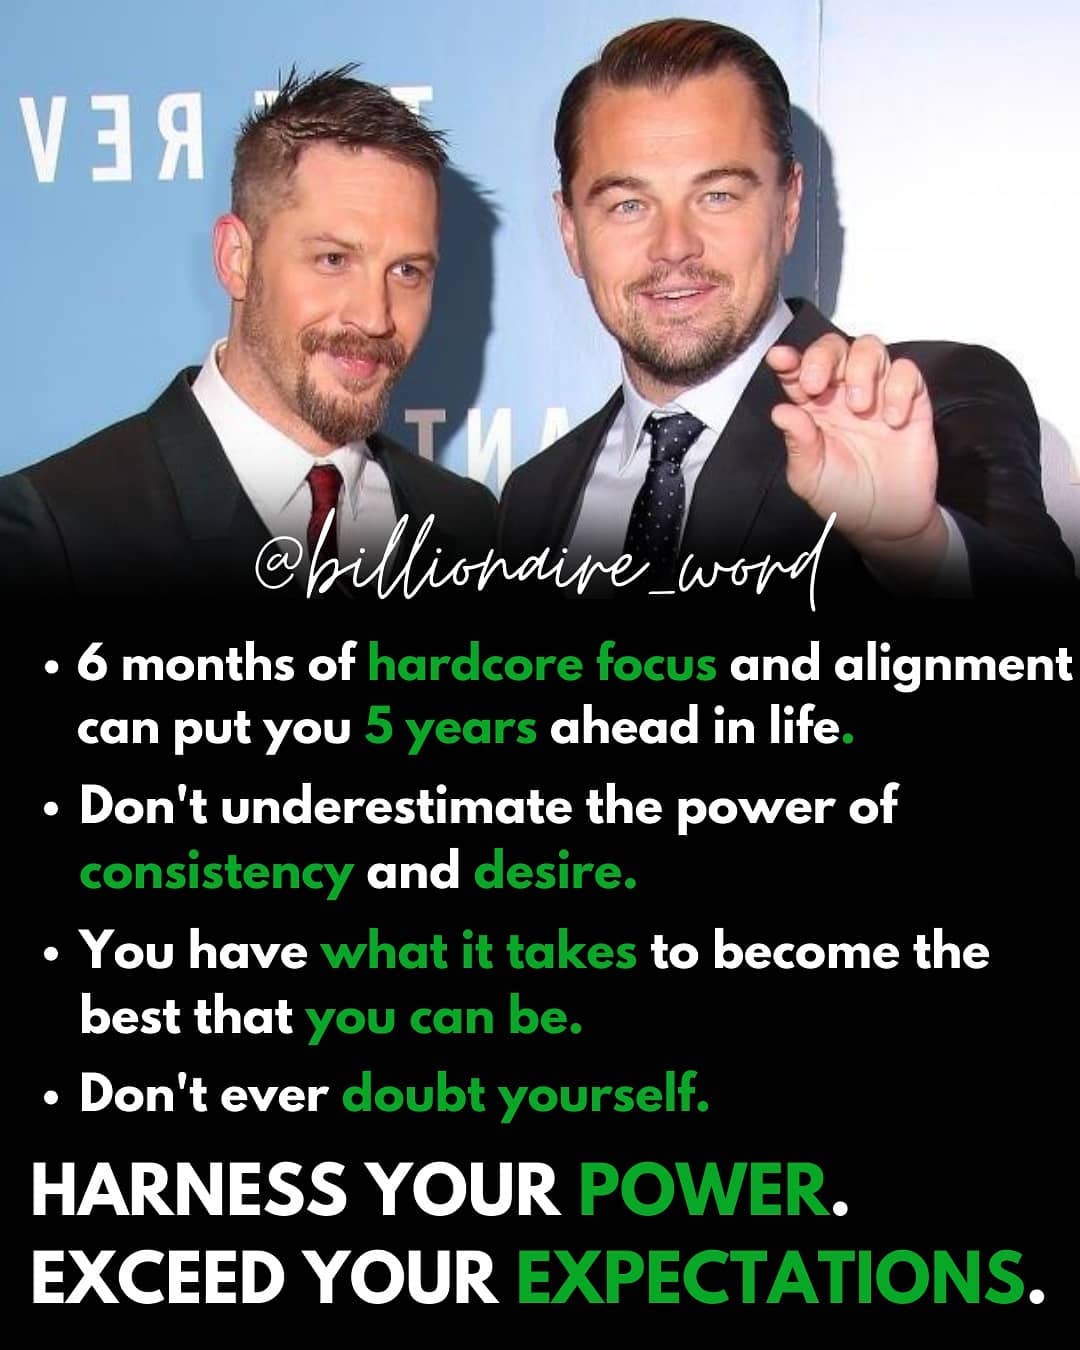 VƎЯ T
TИA
@billionaire_word
• 6 months of hardcore focus and alignment
can put you 5 years ahead in life.
• Don't underestimate the power of
consistency and desire.
• You have what it takes to become the
best that you can be.
• Don't ever doubt yourself.
HARNESS YOUR POWER.
EXCEED YOUR EXPECTATIONS.